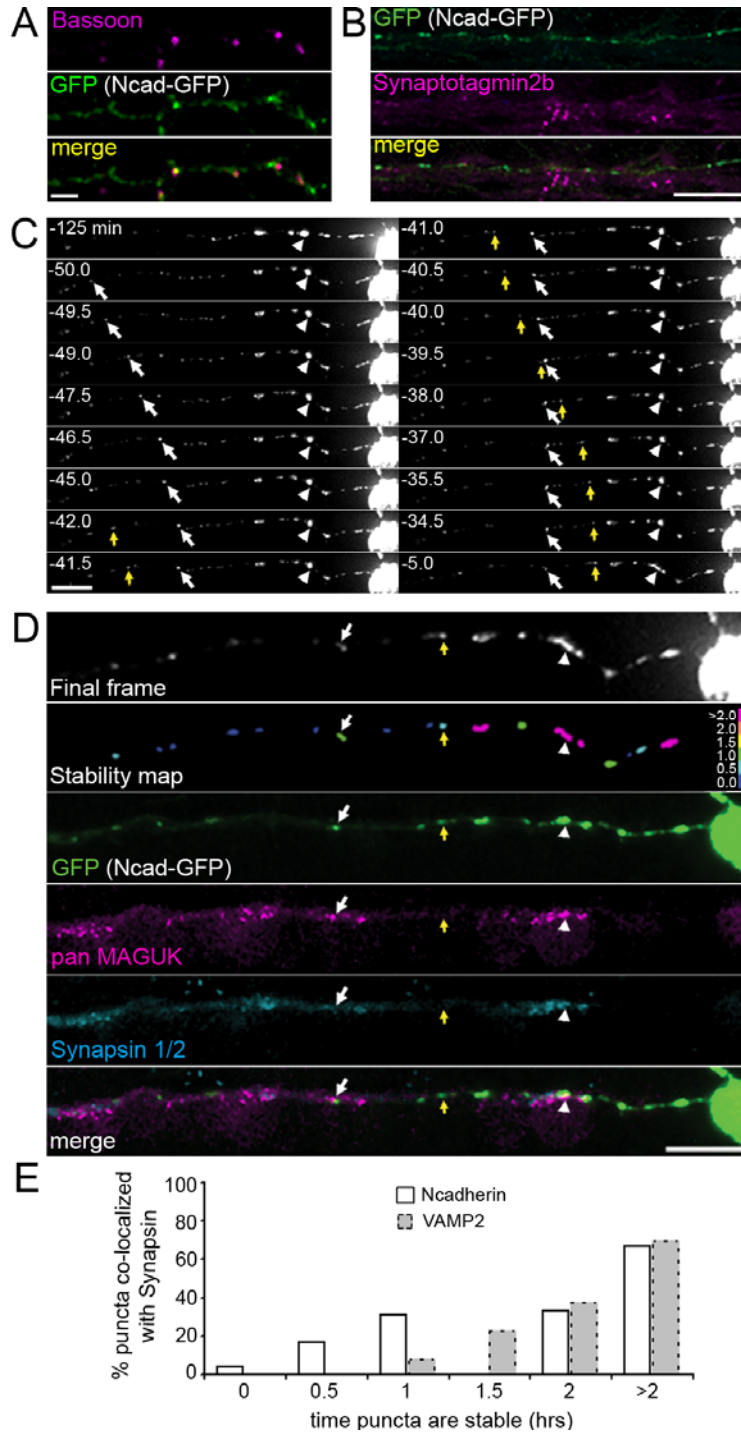 A
Bassoon
GFP (Ncad-GFP)
merge
B
GFP (Ncad-GFP)
Synaptotagmin2b
merge
C
-125 min
-50.0
-49.5
-49.0
-47.5
-46.5
-45.0
-42.0
-41.5
-41.0
-40.5
-40.0
-39.5
-38.0
-37.0
-35.5
-34.5
-5.0
D
Final frame
Stability map
>2.0
2.0
1.5
1.0
0.5
0.0
GFP (Ncad-GFP)
pan MAGUK
Synapsin 1/2
merge
E
% puncta co-localized
with Synapsin
100
80
60
40
20
0
Ncadherin
VAMP2
0 0.5 1 1.5 2 >2
time puncta are stable (hrs)